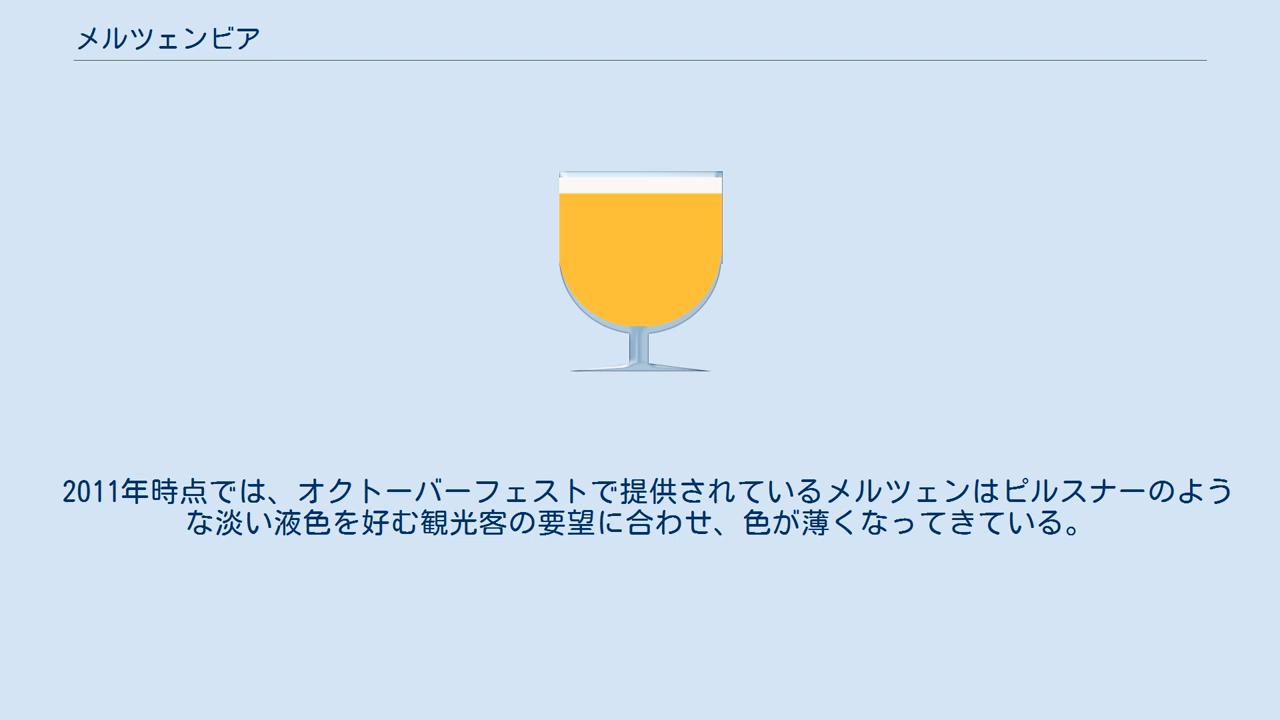 メルツェンビア
2011年時点では、オクトーバーフェストで提供されているメルツェンはピルスナーのよう
な淡い液色を好む観光客の要望に合わせ、色が薄くなってきている。